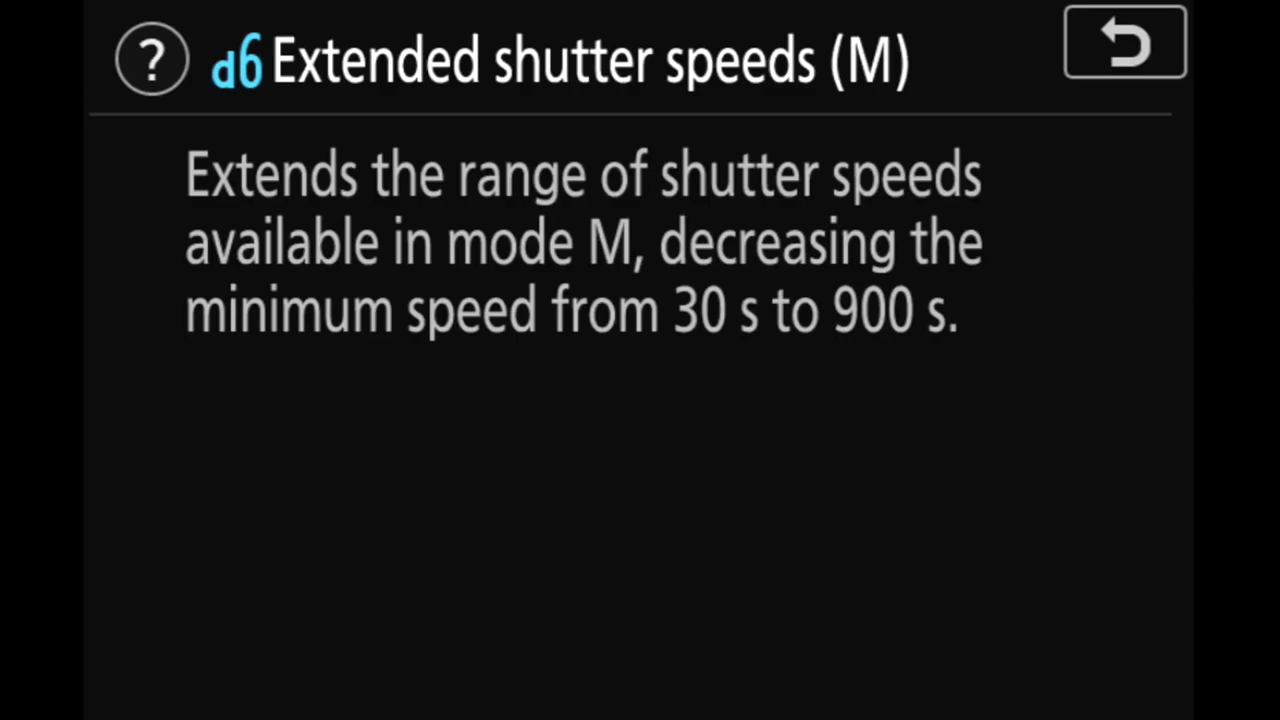 ? d6 Extended shutter speeds (M)
Extends the range of shutter speeds
available in mode M, decreasing the
minimum speed from 30 s to 900 s.